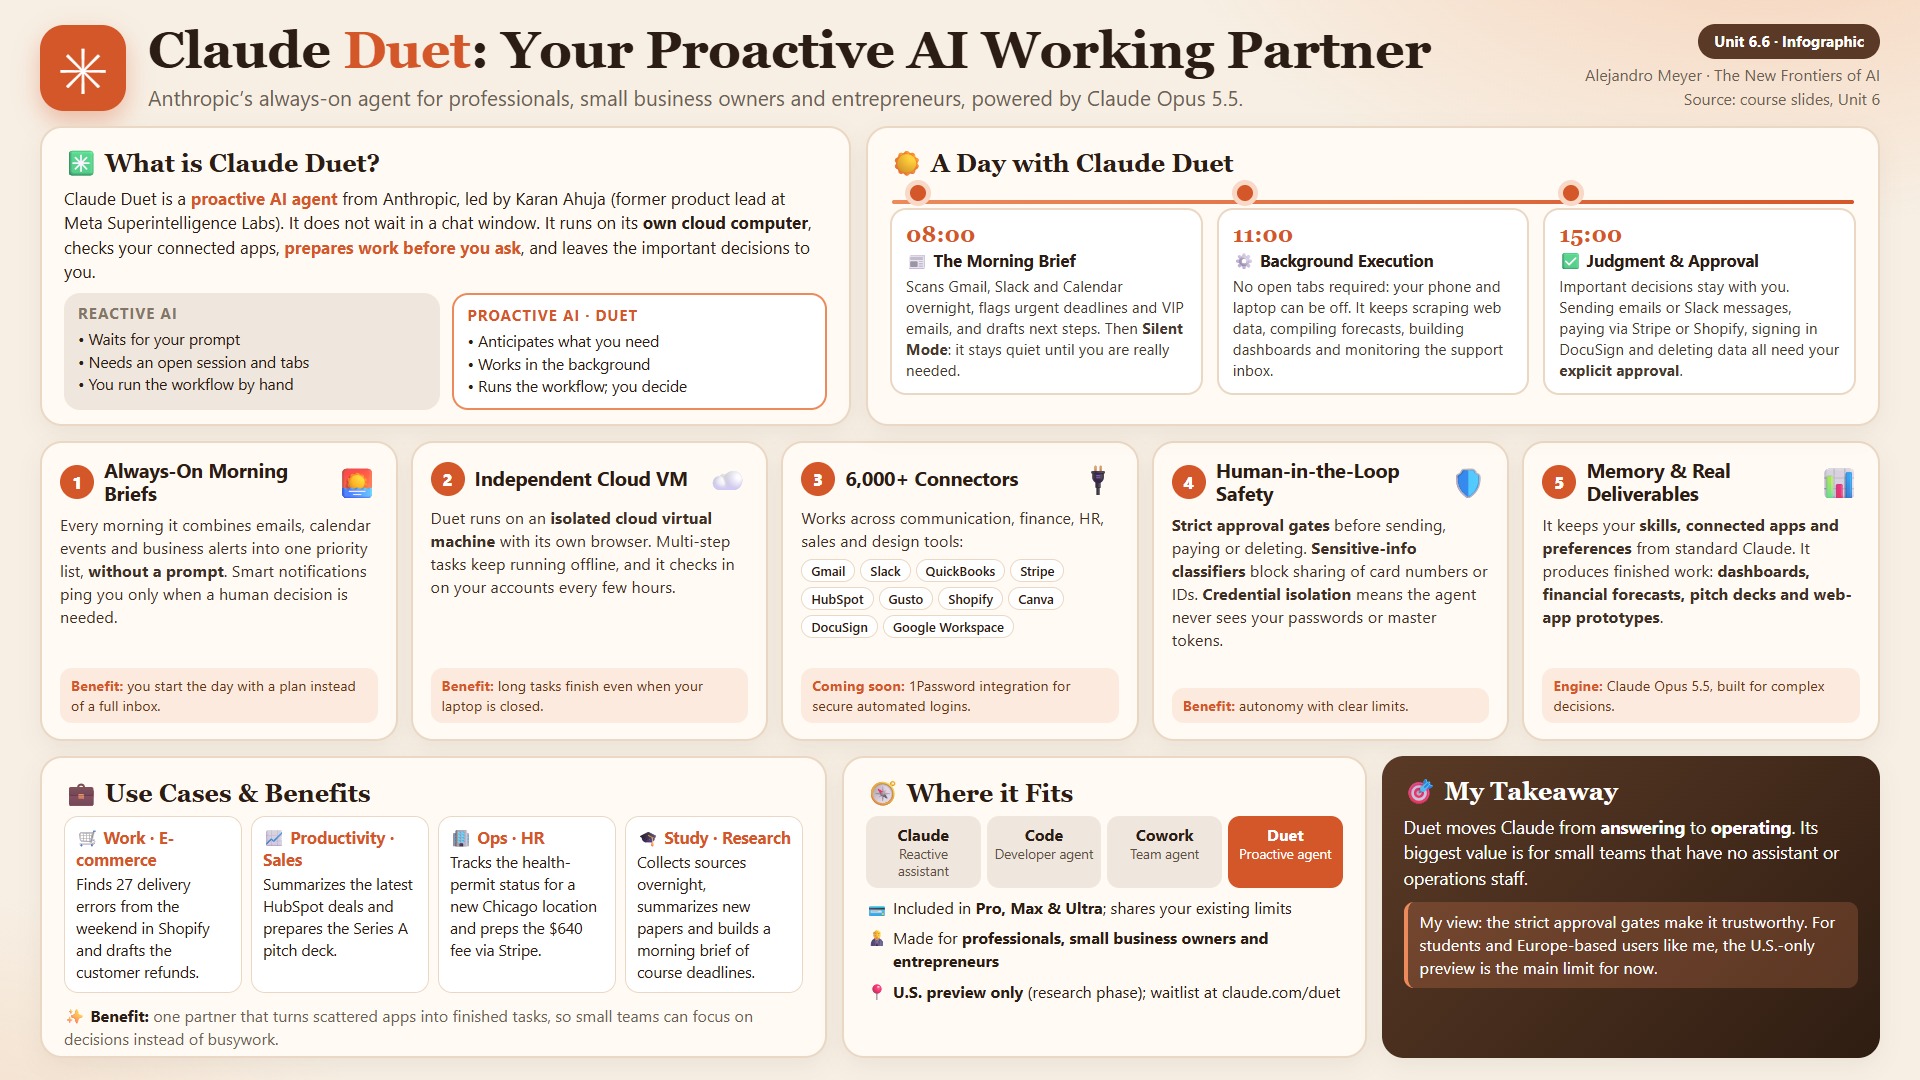 Claude Duet: Your Proactive AI Working Partner
Anthropic's always-on agent for professionals, small business owners and entrepreneurs, powered by Claude Opus 5.5.
Unit 6.6 · Infographic
Alejandro Meyer · The New Frontiers of AI
Source: course slides, Unit 6
What is Claude Duet?
Claude Duet is a proactive AI agent from Anthropic, led by Karan Ahuja (former product lead at
Meta Superintelligence Labs). It does not wait in a chat window. It runs on its own cloud computer,
checks your connected apps, prepares work before you ask, and leaves the important decisions to
you.
REACTIVE AI
• Waits for your prompt
• Needs an open session and tabs
• You run the workflow by hand
PROACTIVE AI · DUET
• Anticipates what you need
• Works in the background
• Runs the workflow; you decide
A Day with Claude Duet
08:00
The Morning Brief
Scans Gmail, Slack and Calendar
overnight, flags urgent deadlines and VIP
emails, and drafts next steps. Then Silent
Mode: it stays quiet until you are really
needed.
11:00
Background Execution
No open tabs required: your phone and
laptop can be off. It keeps scraping web
data, compiling forecasts, building
dashboards and monitoring the support
inbox.
15:00
Judgment & Approval
Important decisions stay with you.
Sending emails or Slack messages,
paying via Stripe or Shopify, signing in
DocuSign and deleting data all need your
explicit approval.
1
Always-On Morning
Briefs
Every morning it combines emails, calendar
events and business alerts into one priority
list, without a prompt. Smart notifications
ping you only when a human decision is
needed.
Benefit: you start the day with a plan instead
of a full inbox.
2
Independent Cloud VM
Duet runs on an isolated cloud virtual
machine with its own browser. Multi-step
tasks keep running offline, and it checks in
on your accounts every few hours.
Benefit: long tasks finish even when your
laptop is closed.
3
6,000+ Connectors
Works across communication, finance, HR,
sales and design tools:
Gmail Slack QuickBooks Stripe
HubSpot Gusto Shopify Canva
DocuSign Google Workspace
Coming soon: 1Password integration for
secure automated logins.
4
Human-in-the-Loop
Safety
Strict approval gates before sending,
paying or deleting. Sensitive-info
classifiers block sharing of card numbers or
IDs. Credential isolation means the agent
never sees your passwords or master
tokens.
Benefit: autonomy with clear limits.
5
Memory & Real
Deliverables
It keeps your skills, connected apps and
preferences from standard Claude. It
produces finished work: dashboards,
financial forecasts, pitch decks and web-
app prototypes.
Engine: Claude Opus 5.5, built for complex
decisions.
Use Cases & Benefits
Work · E-
commerce
Finds 27 delivery
errors from the
weekend in Shopify
and drafts the
customer refunds.
Productivity ·
Sales
Summarizes the latest
HubSpot deals and
prepares the Series A
pitch deck.
Ops · HR
Tracks the health-
permit status for a
new Chicago location
and preps the $640
fee via Stripe.
Study · Research
Collects sources
overnight,
summarizes new
papers and builds a
morning brief of
course deadlines.
Benefit: one partner that turns scattered apps into finished tasks, so small teams can focus on
decisions instead of busywork.
Where it Fits
Claude
Reactive
assistant
Code
Developer agent
Cowork
Team agent
Duet
Proactive agent
Included in Pro, Max & Ultra; shares your existing limits
Made for professionals, small business owners and
entrepreneurs
U.S. preview only (research phase); waitlist at claude.com/duet
My Takeaway
Duet moves Claude from answering to operating. Its
biggest value is for small teams that have no assistant or
operations staff.
My view: the strict approval gates make it trustworthy. For
students and Europe-based users like me, the U.S.-only
preview is the main limit for now.